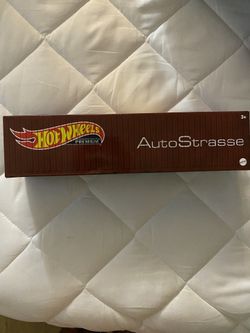 HOT WHEELS
PREMIUM
AutoStrasse
3+